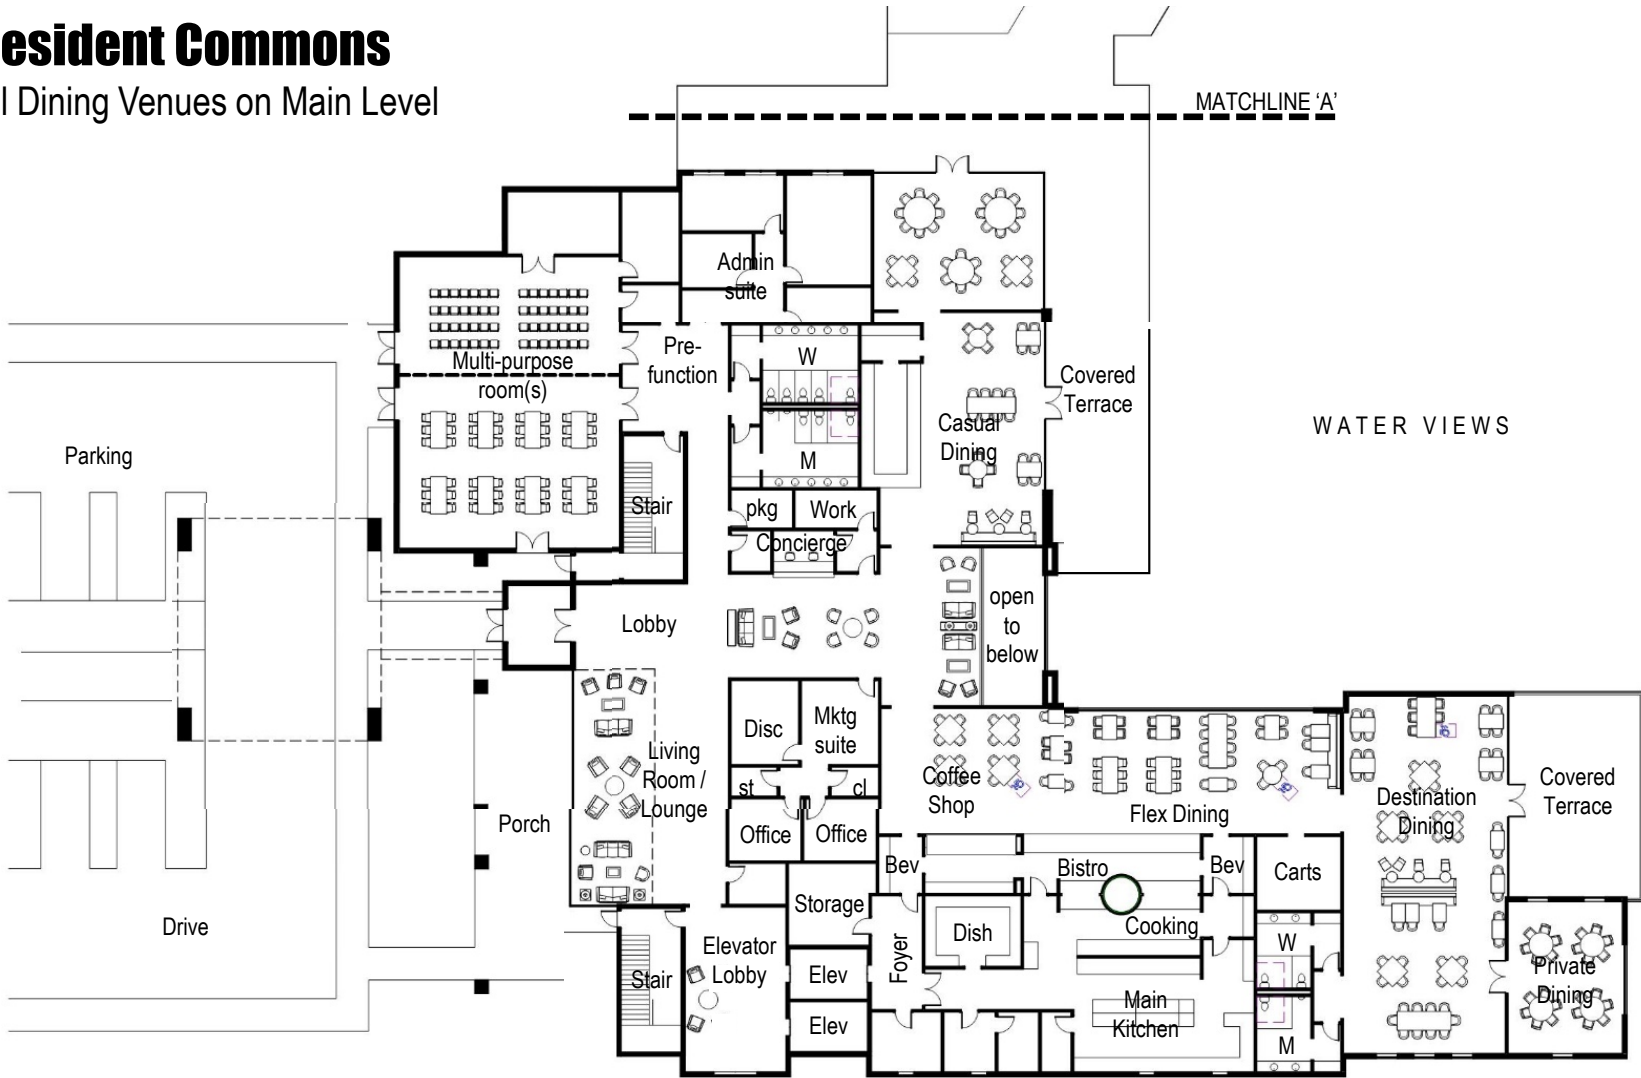 esident Commons
l Dining Venues on Main Level
MATCHLINE ‘A’
Admin
suite
Multi-purpose
room(s)
Pre-
function
W
M
Covered
Terrace
Casual
Dining
WATER VIEWS
Parking
Stair
pkg
Work
Concierge
Lobby
open
to
below
Disc
Mktg
suite
Living
Room /
Lounge
st
cl
Coffee
Shop
Flex Dining
Destination
Dining
Covered
Terrace
Porch
Office
Office
Bev
Bistro
Bev
Carts
Storage
Drive
Dish
Cooking
Elevator
Lobby
Foyer
W
Stair
Elev
Private
Dining
Main
Kitchen
Elev
M